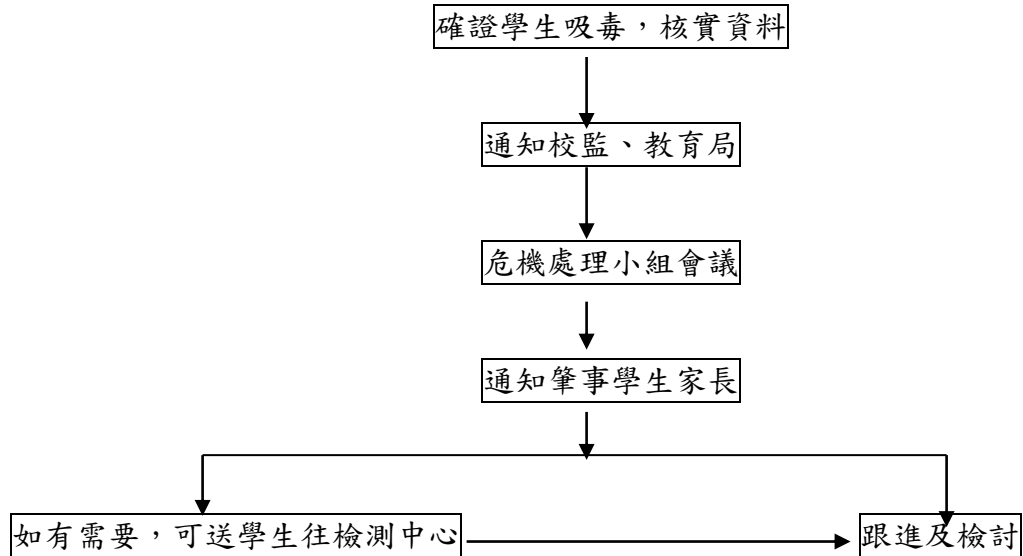 確證學生吸毒，核實資料
通知校監、教育局
危機處理小組會議
通知肇事學生家長
如有需要，可送學生往檢測中心
跟進及檢討